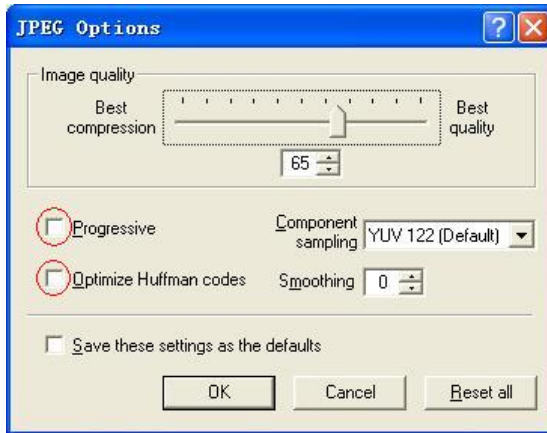 JPEG Options
Image quality
Best compression
Best quality
65
Progressive
Component sampling
YUV 122 (Default)
Optimize Huffman codes
Smoothing
0
Save these settings as the defaults
OK
Cancel
Reset all